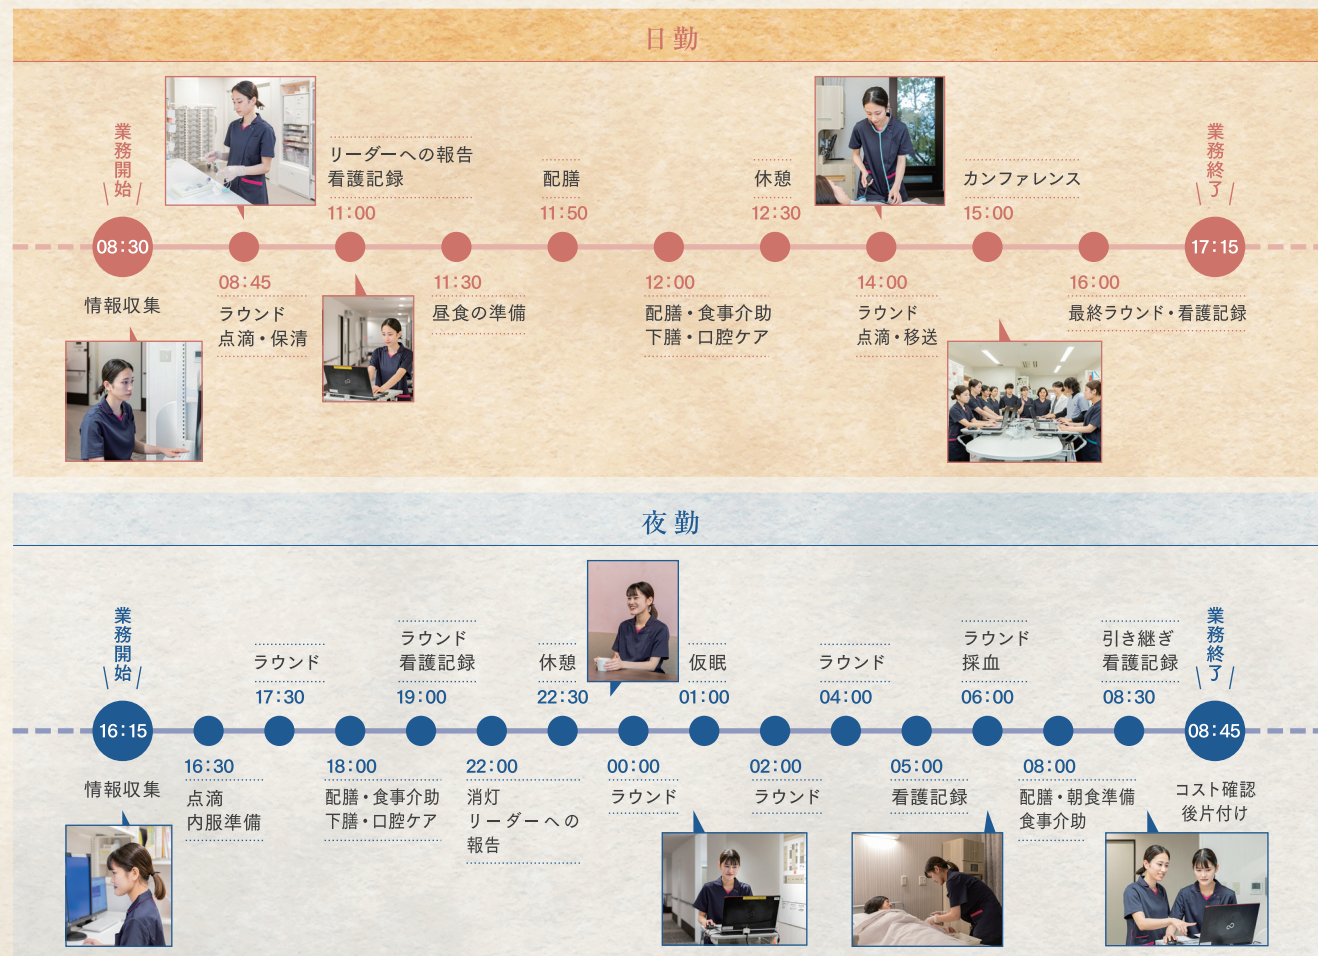 日勤
業務開始
08:30
情報収集
08:45
ラウンド
点滴・保清
リーダーへの報告
看護記録
11:00
11:30
昼食の準備
配膳
11:50
12:00
配膳・食事介助
下膳・口腔ケア
休憩
12:30
14:00
ラウンド
点滴・移送
カンファレンス
15:00
16:00
最終ラウンド・看護記録
業務終了
17:15
夜勤
業務開始
16:15
情報収集
16:30
点滴
内服準備
ラウンド
17:30
18:00
配膳・食事介助
下膳・口腔ケア
ラウンド
看護記録
19:00
22:00
消灯
リーダーへの
報告
休憩
22:30
00:00
ラウンド
仮眠
01:00
02:00
ラウンド
ラウンド
04:00
05:00
看護記録
ラウンド
採血
06:00
08:00
配膳・朝食準備
食事介助
引き継ぎ
看護記録
08:30
業務終了
08:45
コスト確認
後片付け